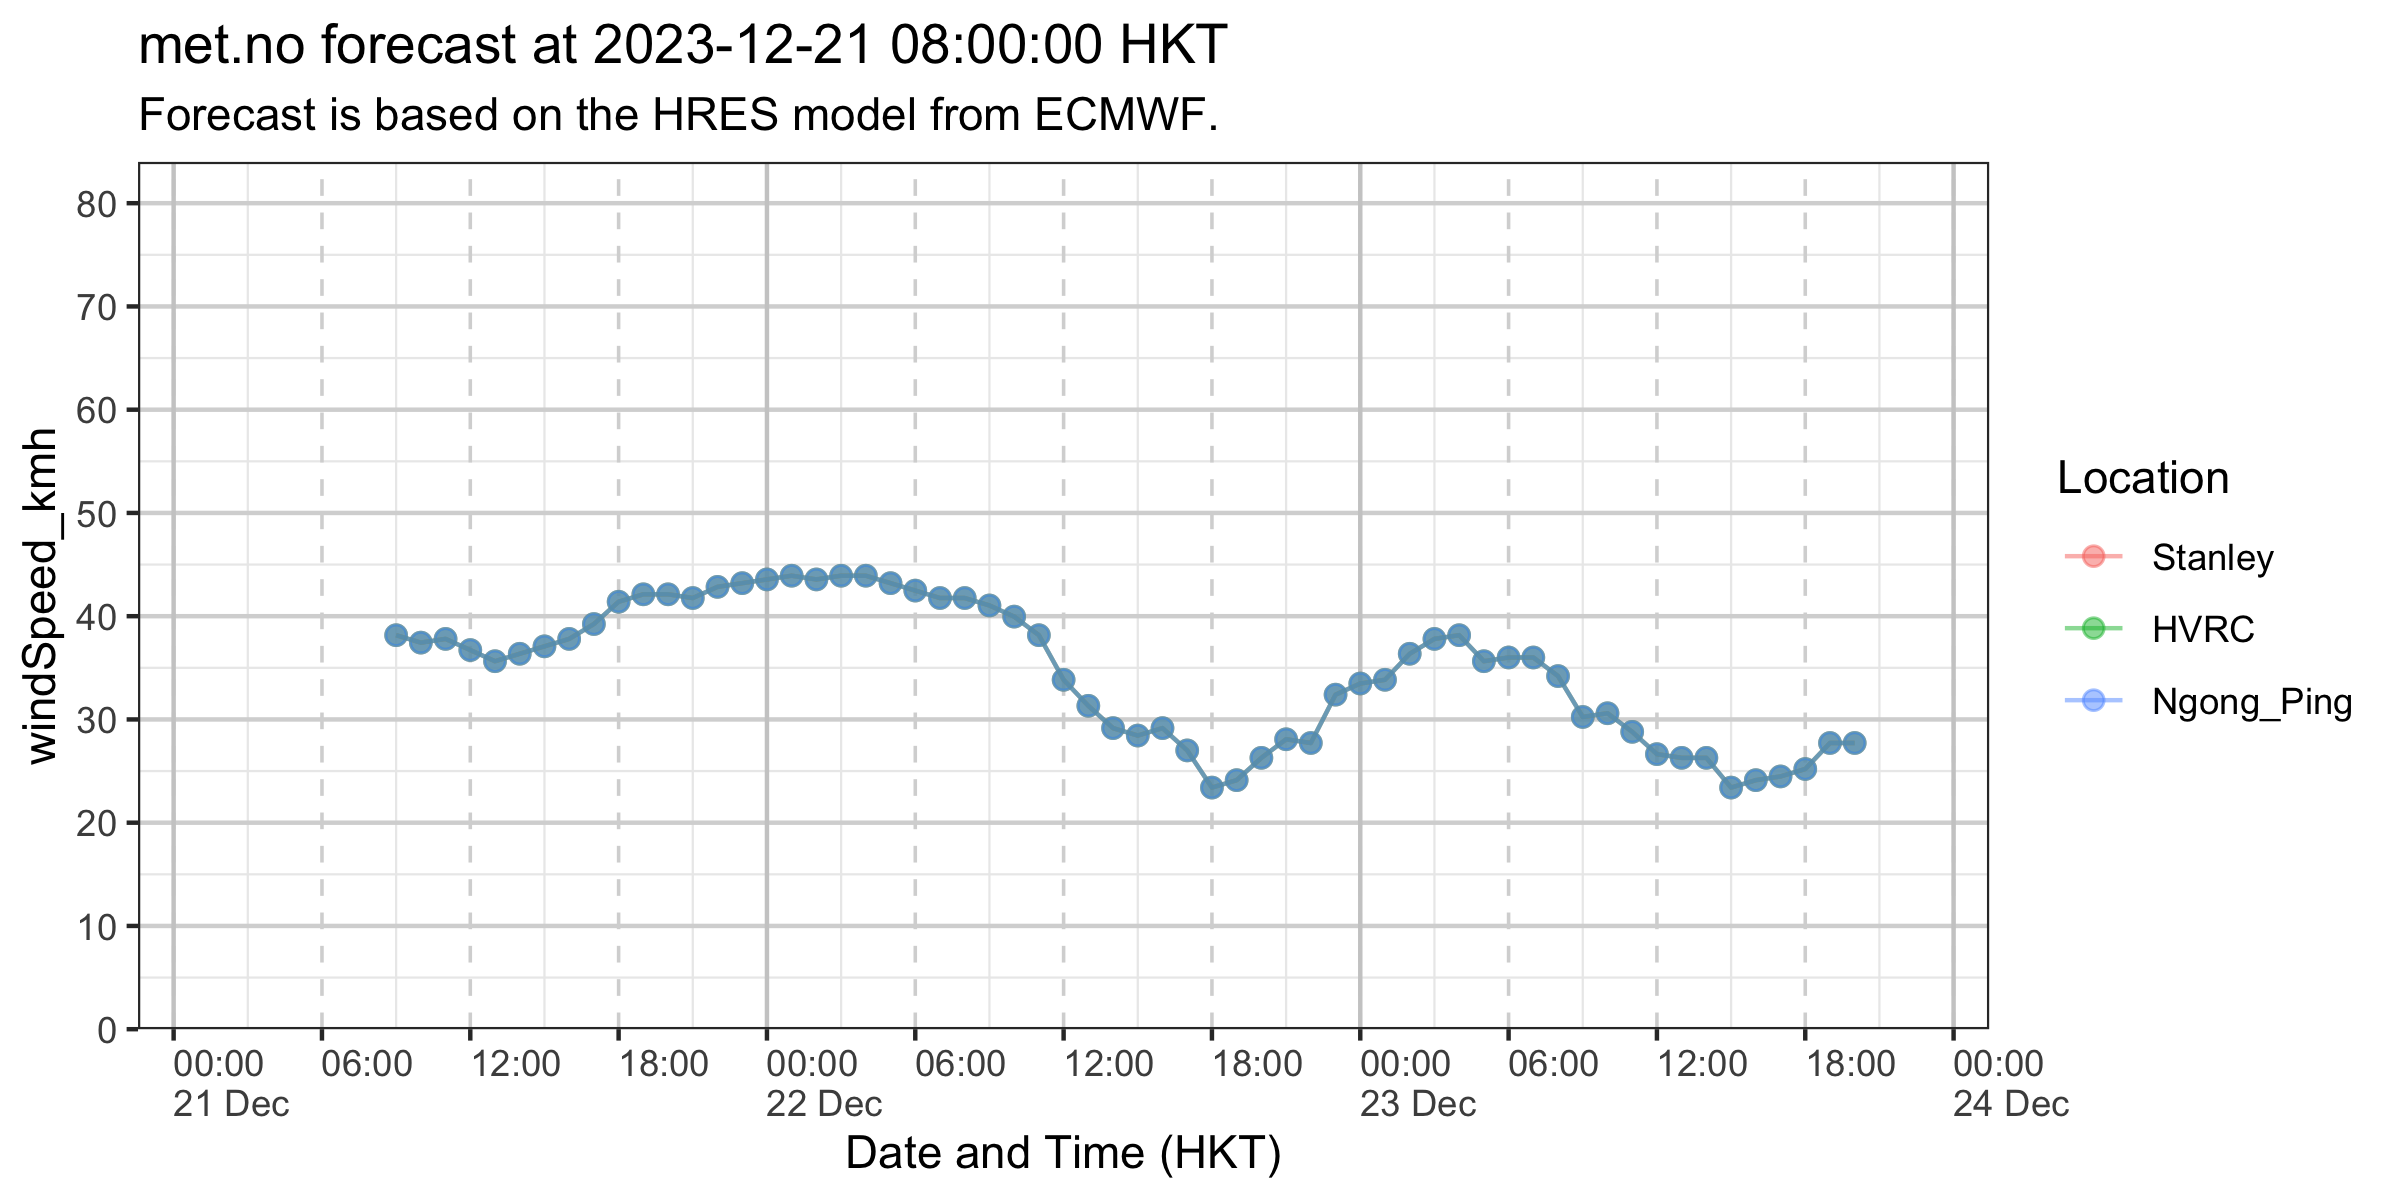 met.no forecast at 2023-12-21 08:00:00 HKT
Forecast is based on the HRES model from ECMWF.
windSpeed_kmh
80
70
60
50
40
30
20
10
0
00:00 06:00 12:00 18:00 00:00 06:00 12:00 18:00 00:00 06:00 12:00 18:00 00:00
21 Dec 22 Dec 23 Dec 24 Dec
Date and Time (HKT)
Location
Stanley
HVRC
Ngong_Ping